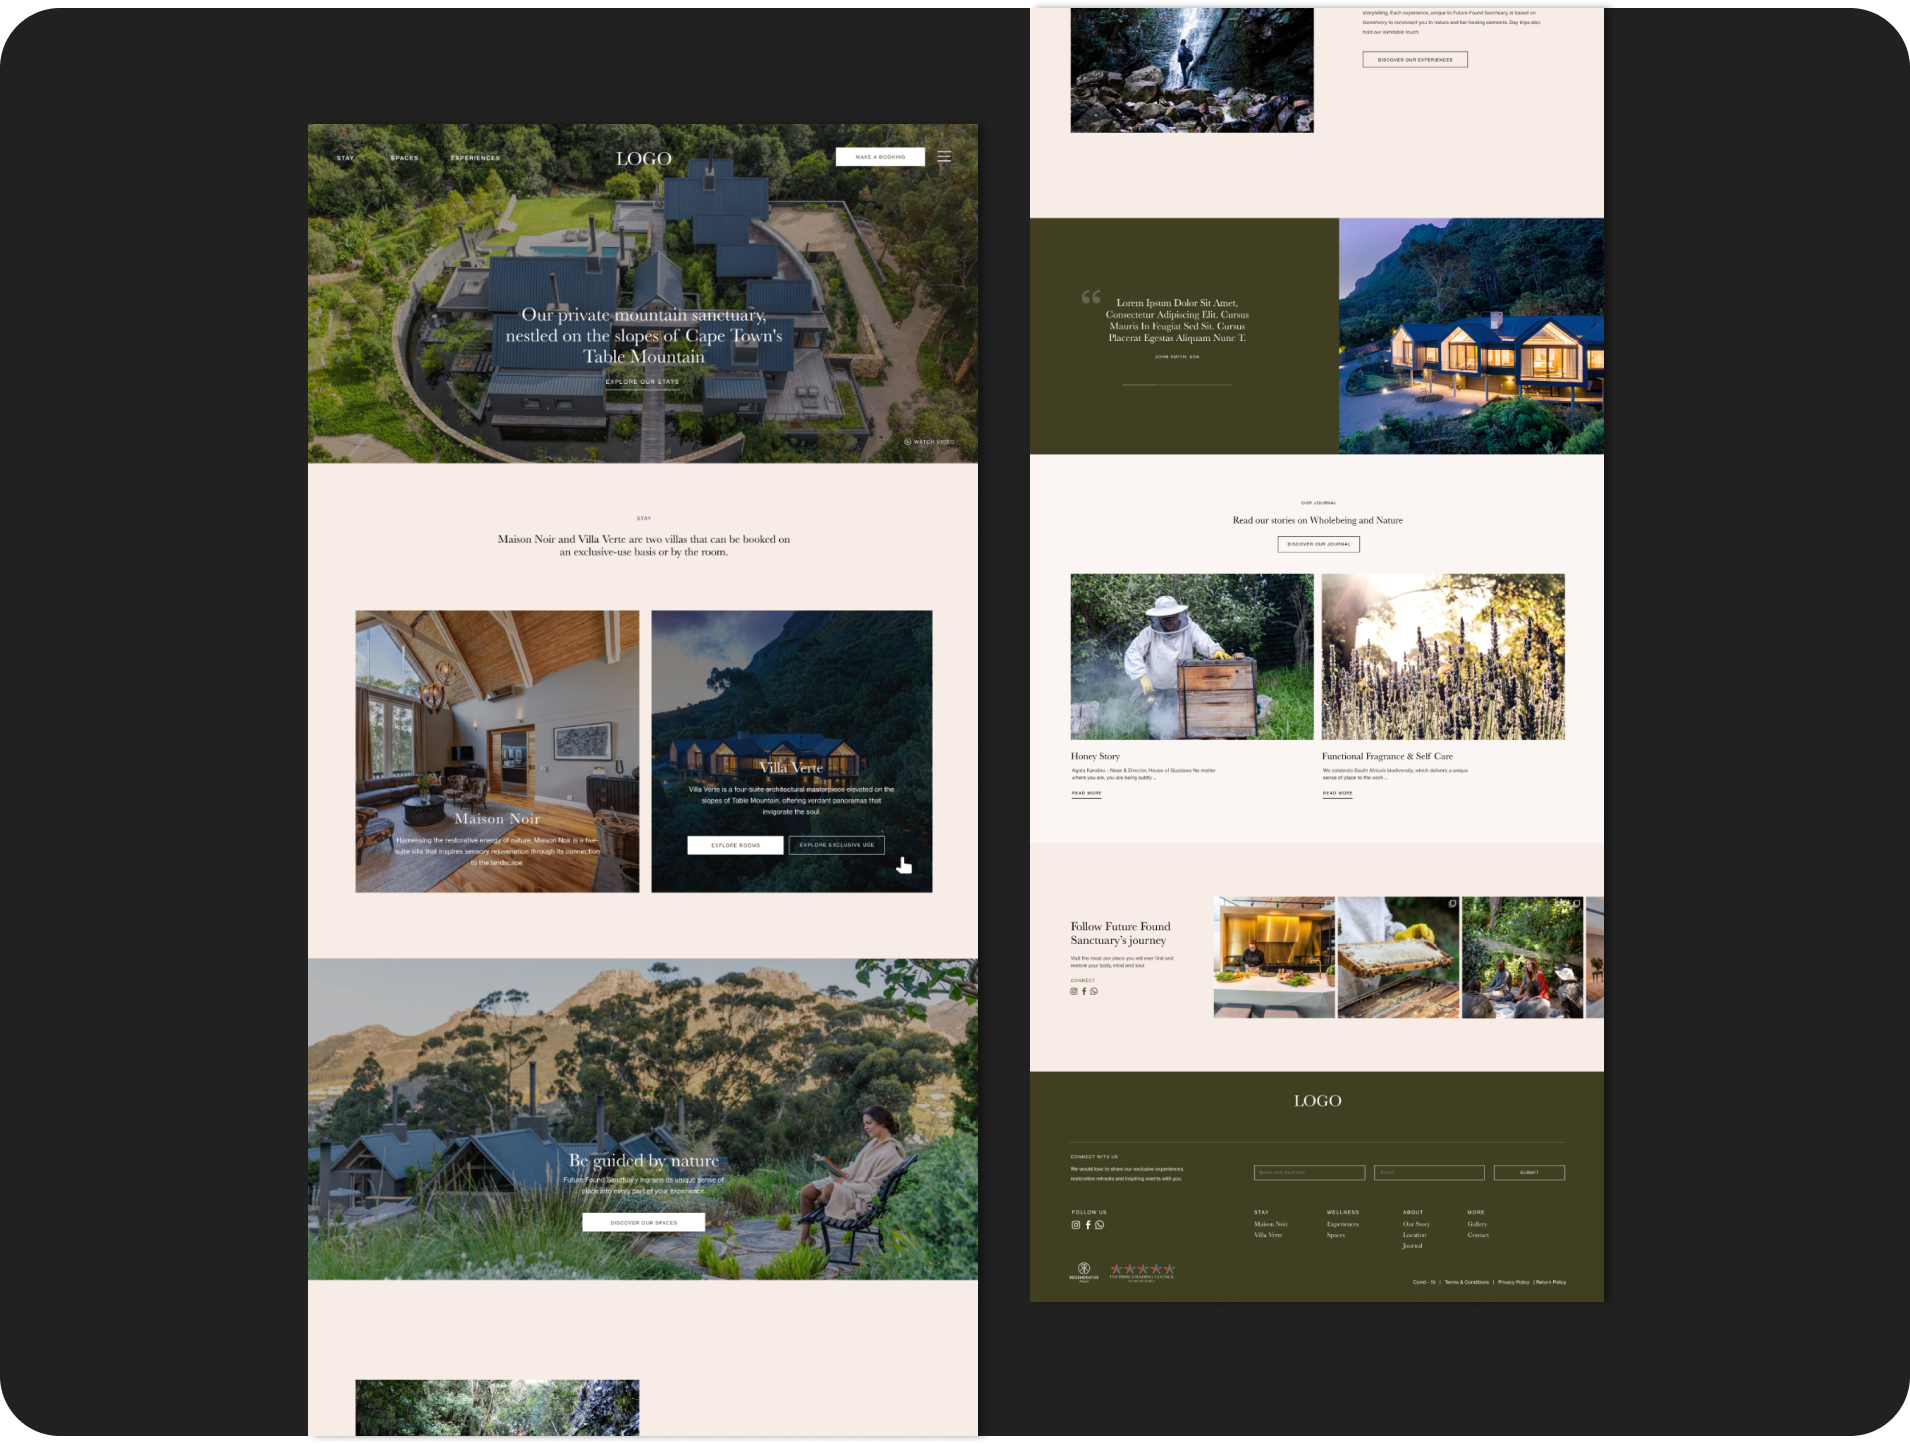 STAY
SPACES
EXPERIENCES
LOGO
MAKE A BOOKING
Our private mountain sanctuary,
nestled on the slopes of Cape Town's
Table Mountain
EXPLORE OUR STAYS
WATCH VIDEO
STAY
Maison Noir and Villa Verte are two villas that can be booked on
an exclusive-use basis or by the room.
Maison Noir
Harnessing the restorative energy of nature, Maison Noir is a five-
suite villa that inspires sensory rejuvenation through its connection
to the landscape.
Villa Verte
Villa Verte is a four-suite architectural masterpiece elevated on the
slopes of Table Mountain, offering verdant panoramas that
invigorate the soul.
EXPLORE ROOMS
EXPLORE EXCLUSIVE USE
Be guided by nature
Future Found Sanctuary ingrains its unique sense of
place into every part of your experience.
DISCOVER OUR SPACES
storytelling. Each experience, unique to Future Found Sanctuary, is based on
biomimicry to reconnect you to nature and her healing elements. Day trips also
hold our inimitable touch.
DISCOVER OUR EXPERIENCES
“
Lorem Ipsum Dolor Sit Amet,
Consectetur Adipiscing Elit. Cursus
Mauris In Feugiat Sed Sit. Cursus
Placerat Egestas Aliquam Nunc T.
JOHN SMITH, USA
OUR JOURNAL
Read our stories on Wholebeing and Nature
DISCOVER OUR JOURNAL
Honey Story
Agata Karolina - Nose & Director, House of Gozdawa No matter
where you are, you are being subtly ...
READ MORE
Functional Fragrance & Self Care
We celebrate South Africa's biodiversity, which delivers a unique
sense of place to the work ...
READ MORE
Follow Future Found
Sanctuary's journey
Visit the most zen place you will ever find and
restore your body, mind and soul
CONNECT
LOGO
CONNECT WITH US
We would love to share our exclusive experiences,
restorative retreats and inspiring events with you.
Name and Surname
Email
SUBMIT
FOLLOW US
STAY
Maison Noir
Villa Verte
WELLNESS
Experiences
Spaces
ABOUT
Our Story
Location
Journal
MORE
Gallery
Contact
REGENERATIVE
TOURISM GRADING COUNCIL
Covid - 19 | Terms & Conditions | Privacy Policy | Return Policy